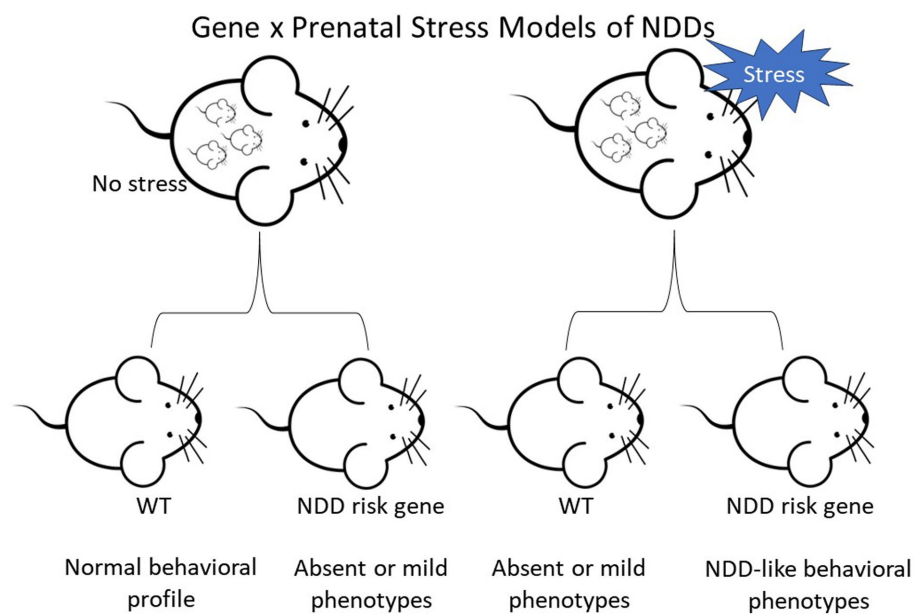 Gene x Prenatal Stress Models of NDDs
Stress
No stress
WT
NDD risk gene
WT
NDD risk gene
Normal behavioral
profile
Absent or mild
phenotypes
Absent or mild
phenotypes
NDD-like behavioral
phenotypes